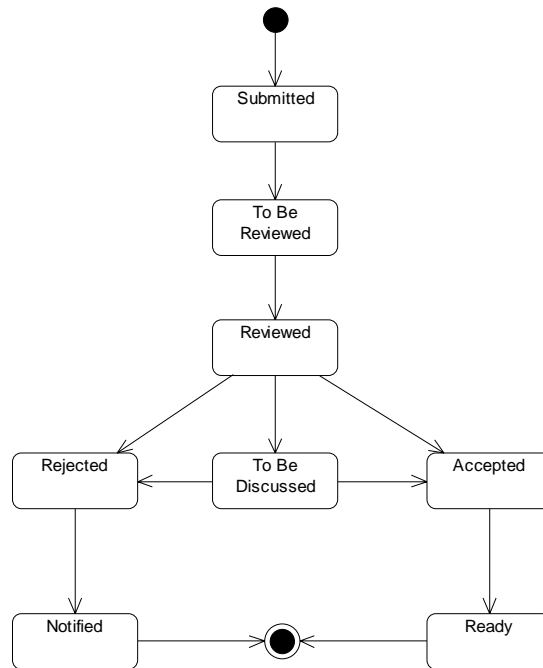 Submitted
To Be
Reviewed
Reviewed
Rejected
To Be
Discussed
Accepted
Notified
Ready